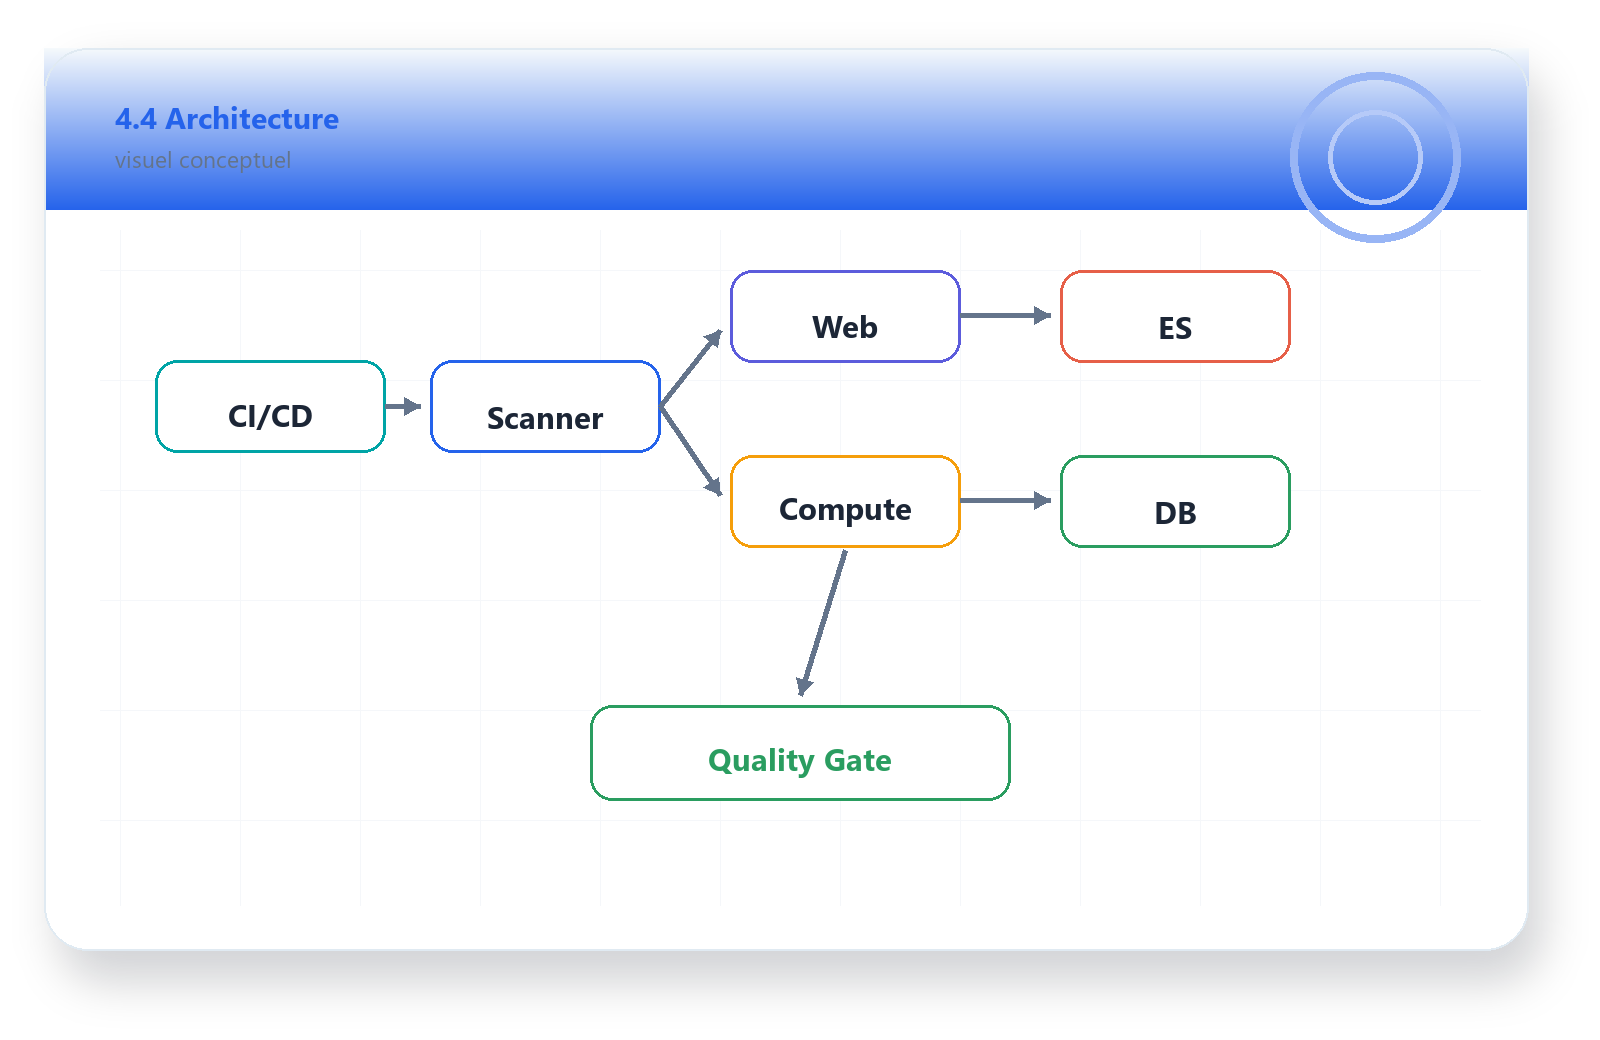 4.4 Architecture
visuel conceptuel
Web
ES
CI/CD
Scanner
Compute
DB
Quality Gate